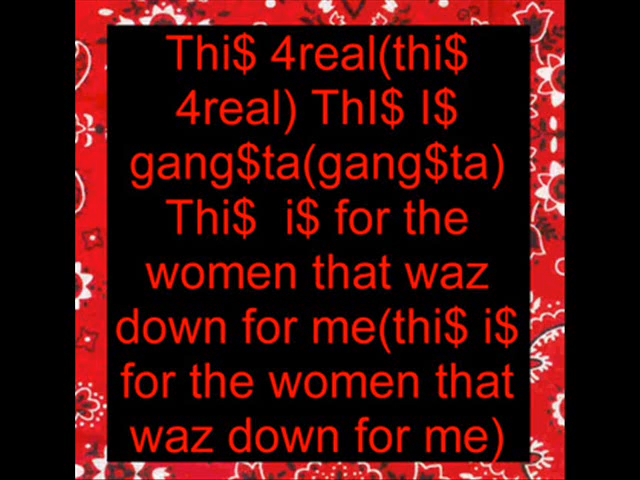 Thi$ 4real(thi$
4real) ThI$ I$
gang$ta(gang$ta)
Thi$  i$ for the
women that waz
down for me(thi$ i$
for the women that
waz down for me)